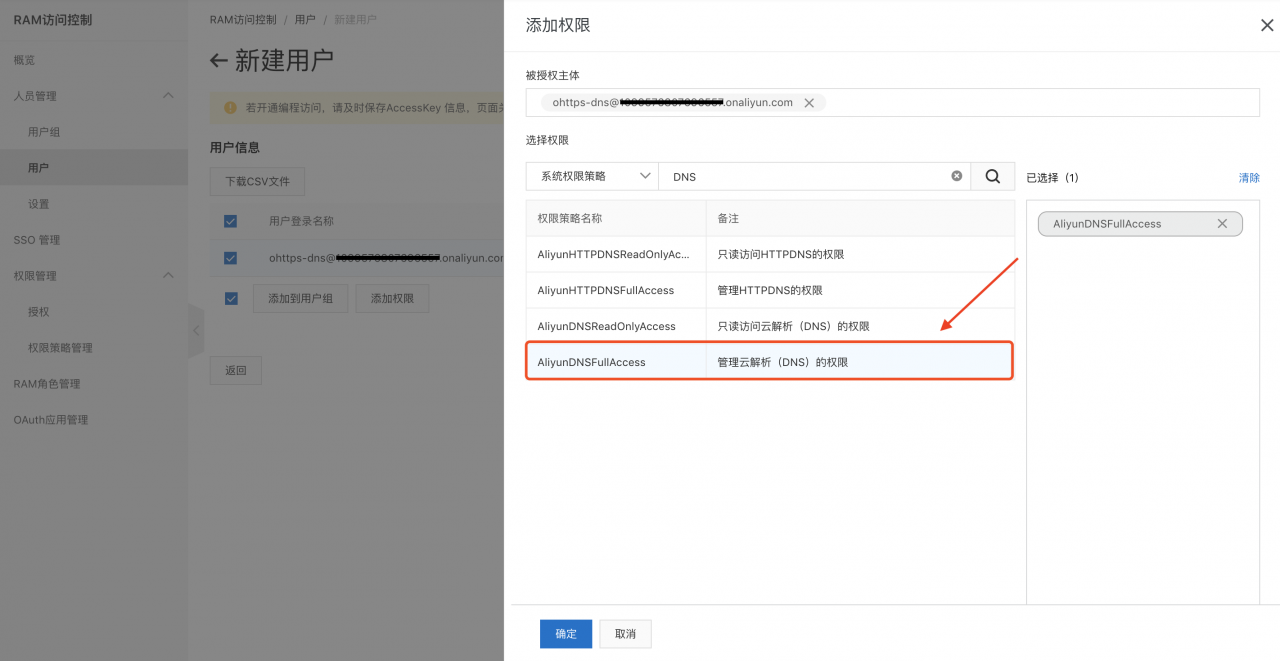 RAM访问控制
概览
人员管理
用户组
用户
设置
SSO 管理
权限管理
授权
权限策略管理
RAM角色管理
OAuth应用管理
RAM访问控制 / 用户 / 新建用户
← 新建用户
若开通编程访问，请及时保存AccessKey 信息，页面关
用户信息
下载CSV文件
用户登录名称
ohttps-dns@ .onaliyun.com
添加到用户组 添加权限
返回
添加权限
被授权主体
ohttps-dns@ .onaliyun.com
选择权限
系统权限策略 DNS
已选择（1） 清除
权限策略名称 备注
AliyunHTTPDNSReadOnlyAc... 只读访问HTTPDNS的权限
AliyunHTTPDNSFullAccess 管理HTTPDNS的权限
AliyunDNSReadOnlyAccess 只读访问云解析（DNS）的权限
AliyunDNSFullAccess 管理云解析（DNS）的权限
AliyunDNSFullAccess
确定 取消